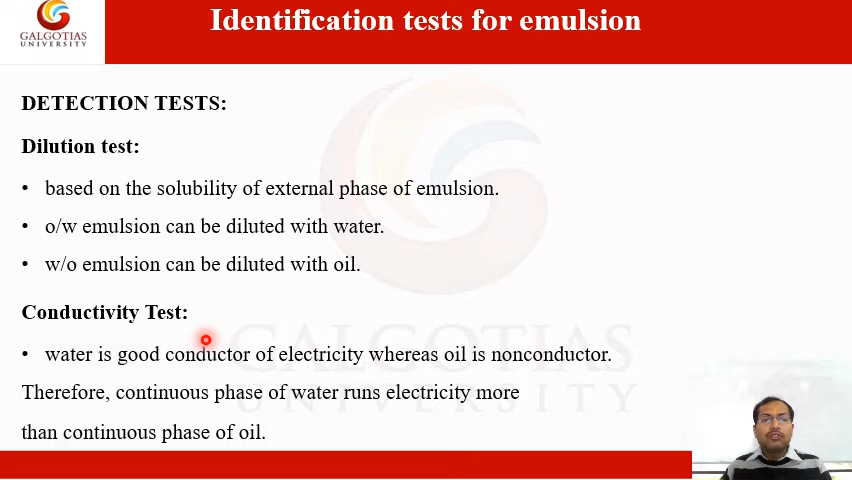 GALGOTIAS
UNIVERSITY
Identification tests for emulsion
DETECTION TESTS:
Dilution test:
• based on the solubility of external phase of emulsion.
• o/w emulsion can be diluted with water.
• w/o emulsion can be diluted with oil.
Conductivity Test:
• water is good conductor of electricity whereas oil is nonconductor.
Therefore, continuous phase of water runs electricity more
than continuous phase of oil.
GALGOTIAS
UNIVERSITY